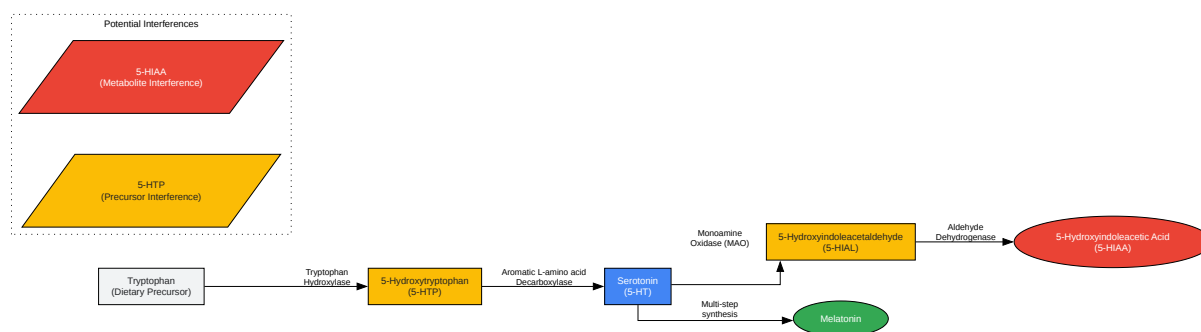 Potential Interferences
5-HIAA
(Metabolite Interference)
5-HTP
(Precursor Interference)
Tryptophan
(Dietary Precursor)
Tryptophan
Hydroxylase
5-Hydroxytryptophan
(5-HTP)
Aromatic L-amino acid
Decarboxylase
Serotonin
(5-HT)
Monoamine
Oxidase (MAO)
5-Hydroxyindoleacetaldehyde
(5-HIAL)
Aldehyde
Dehydrogenase
5-Hydroxyindoleacetic Acid
(5-HIAA)
Multi-step
synthesis
Melatonin